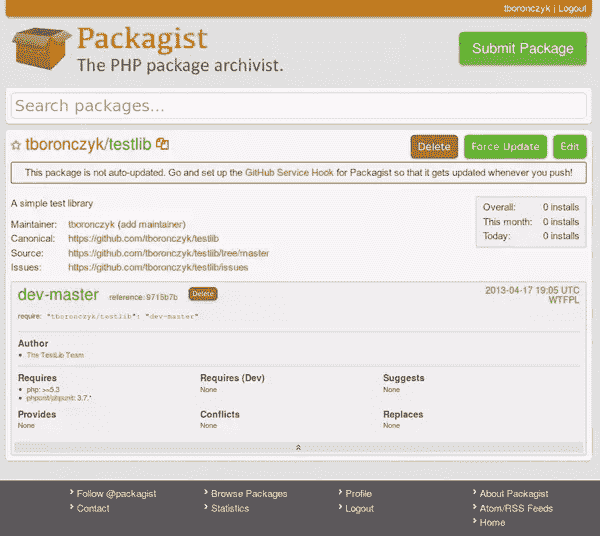 tboronczyk | Logout
Packagist
The PHP package archivist.
Submit Package
Search packages...
tboronczyk/testlib
Delete
Force Update
Edit
This package is not auto-updated. Go and set up the GitHub Service Hook for Packagist so that it gets updated whenever you push!
A simple test library
Overall: 0 installs
This month: 0 installs
Today: 0 installs
Maintainer: tboronczyk (add maintainer)
Canonical: https://github.com/tboronczyk/testlib
Source: https://github.com/tboronczyk/testlib/tree/master
Issues: https://github.com/tboronczyk/testlib/issues
dev-master reference: 9715b7b Delete
2013-04-17 19:05 UTC
WTFPL
require: "tboronczyk/testlib": "dev-master"
Author
The TestLib Team
Requires
php: >=5.3
phpunit/phpunit: 3.7.*
Requires (Dev)
None
Suggests
None
Provides
None
Conflicts
None
Replaces
None
Follow @packagist
Contact
Browse Packages
Statistics
Profile
Logout
About Packagist
Atom/RSS Feeds
Home